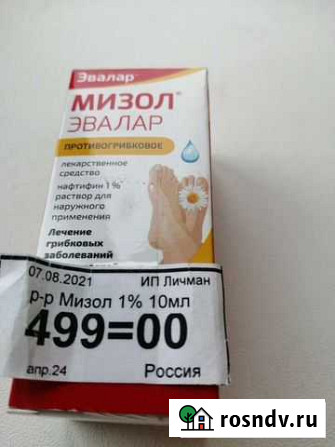 Эвалар®
МИЗОЛ®
ЭВАЛАР
ПРОТИВОГРИБКОВОЕ
лекарственное
средство
нафтифин 1%
раствор для
наружного
применения
Лечение
грибковых
заболеваний
07.08.2021 ИП Личман
р-р Мизол 1% 10мл
499=00
апр.24 Россия
rosndv.ru